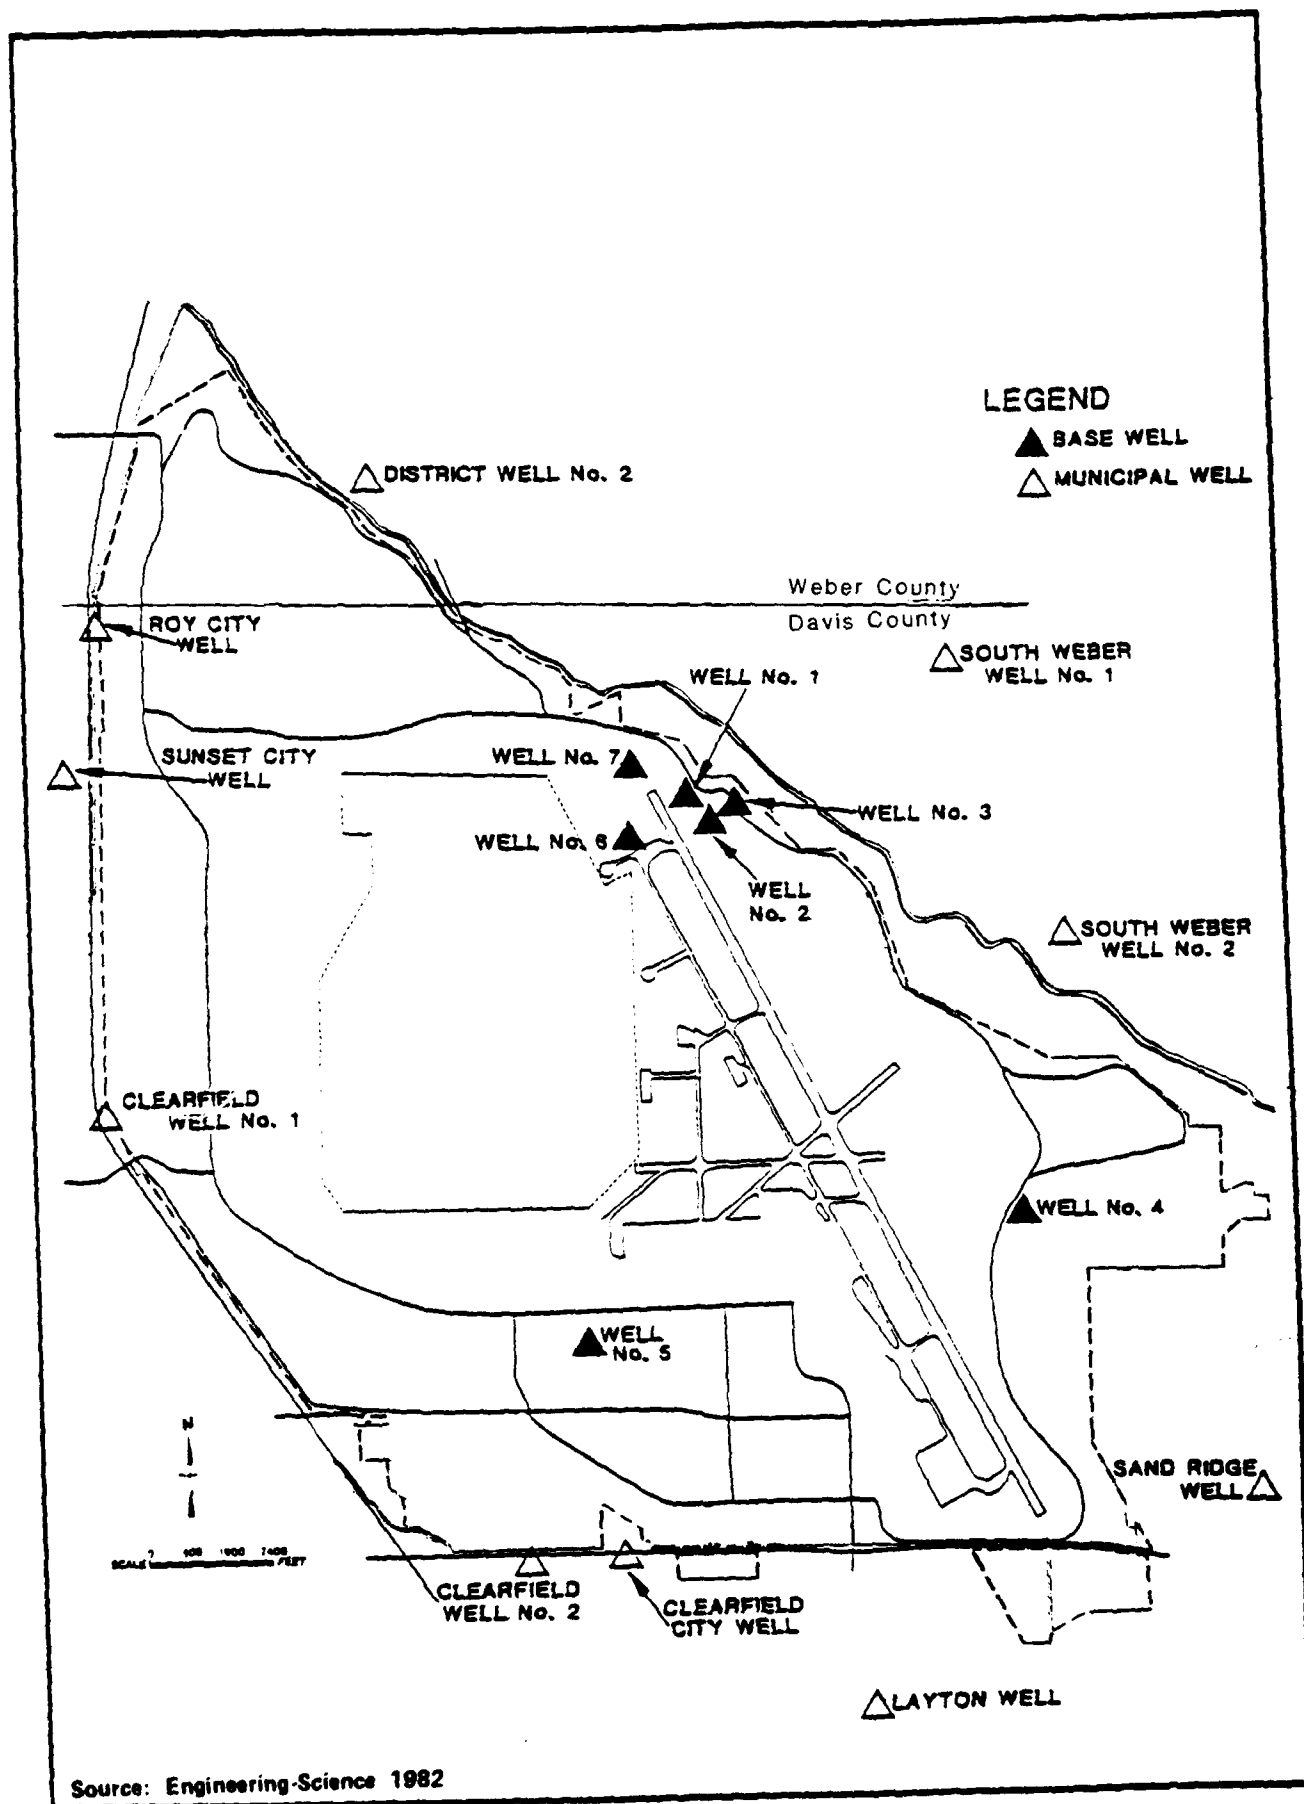 LEGEND
BASE WELL
MUNICIPAL WELL
DISTRICT WELL No. 2
Weber County
Davis County
ROY CITY
WELL
SOUTH WEBER
WELL No. 1
WELL No. 1
SUNSET CITY
WELL
WELL No. 7
WELL No. 3
WELL No. 6
WELL
No. 2
SOUTH WEBER
WELL No. 2
CLEARFIELD
WELL No. 1
WELL No. 4
WELL
No. 5
N
SAND RIDGE
WELL
SCALE
FEET
CLEARFIELD
WELL No. 2
CLEARFIELD
CITY WELL
LAYTON WELL
Source: Engineering-Science 1982